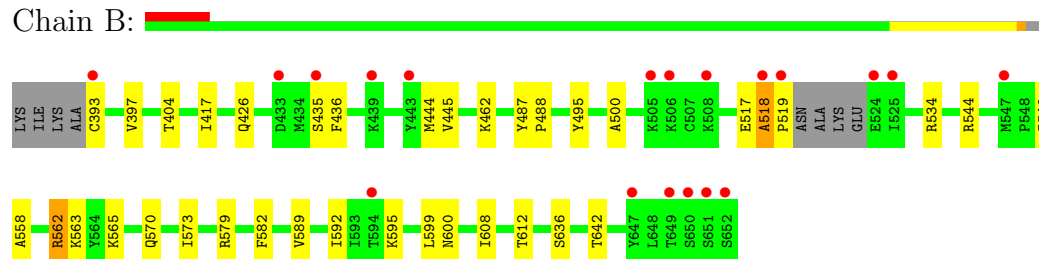 Chain B:
LYS ILE LYS ALA C393 V397 T404 I417 Q426 D433 M434 S435 F436 K439 Y443 M444 V445 K462 Y487 P488 Y495 A500 K505 K506 C507 K508 E517 A518 P519 ASN ALA LYS GLU E524 I525 R534 R544 M547 P548
A558 R562 K563 Y564 K565 Q570 I573 R579 F582 V589 I592 I593 T594 K595 L599 N600 I608 T612 S636 T642 Y647 L648 T649 S650 S651 S652